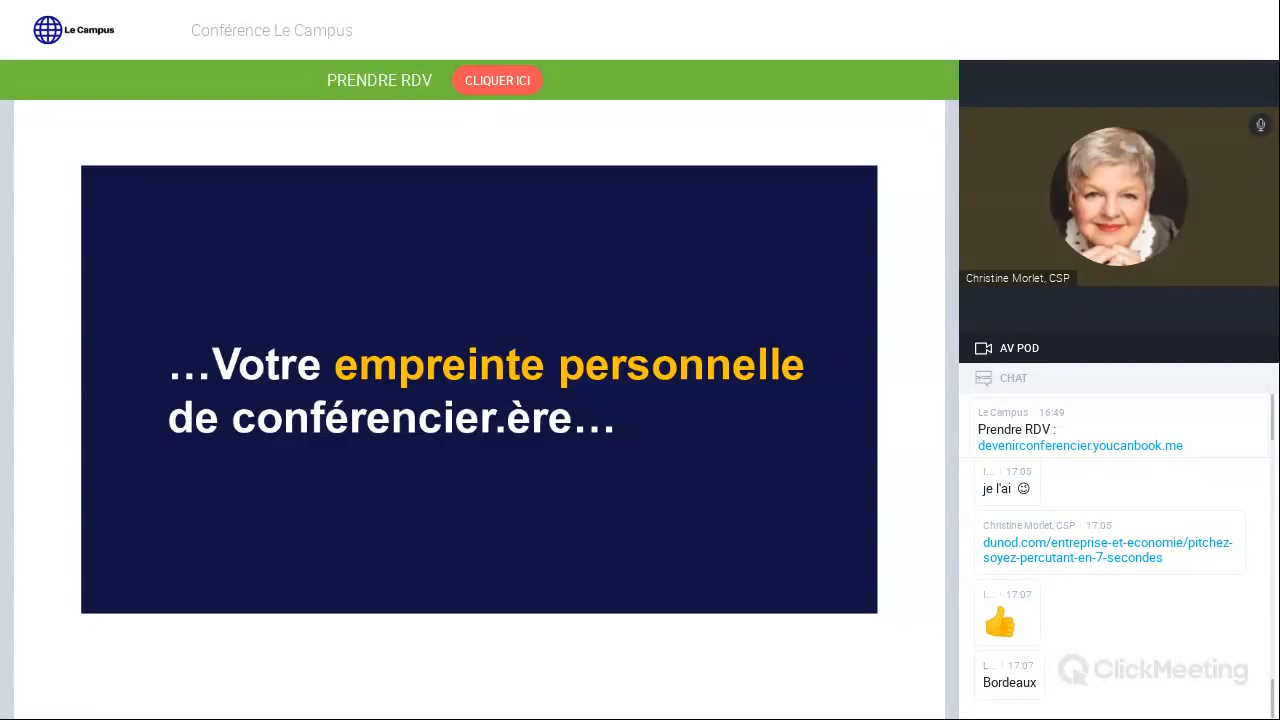 Le Campus
Conférence Le Campus
PRENDRE RDV
CLIQUER ICI
…Votre empreinte personnelle
de conférencier.ère…
Christine Morlet, CSP
AV POD
CHAT
Le Campus 16:49
Prendre RDV :
devenirconferencier.youcanbook.me
I... 17:05
je l'ai 😉
Christine Morlet, CSP 17:05
dunod.com/entreprise-et-economie/pitchez-
soyez-percutant-en-7-secondes
I... 17:07
👍
L... 17:07
Bordeaux
ClickMeeting